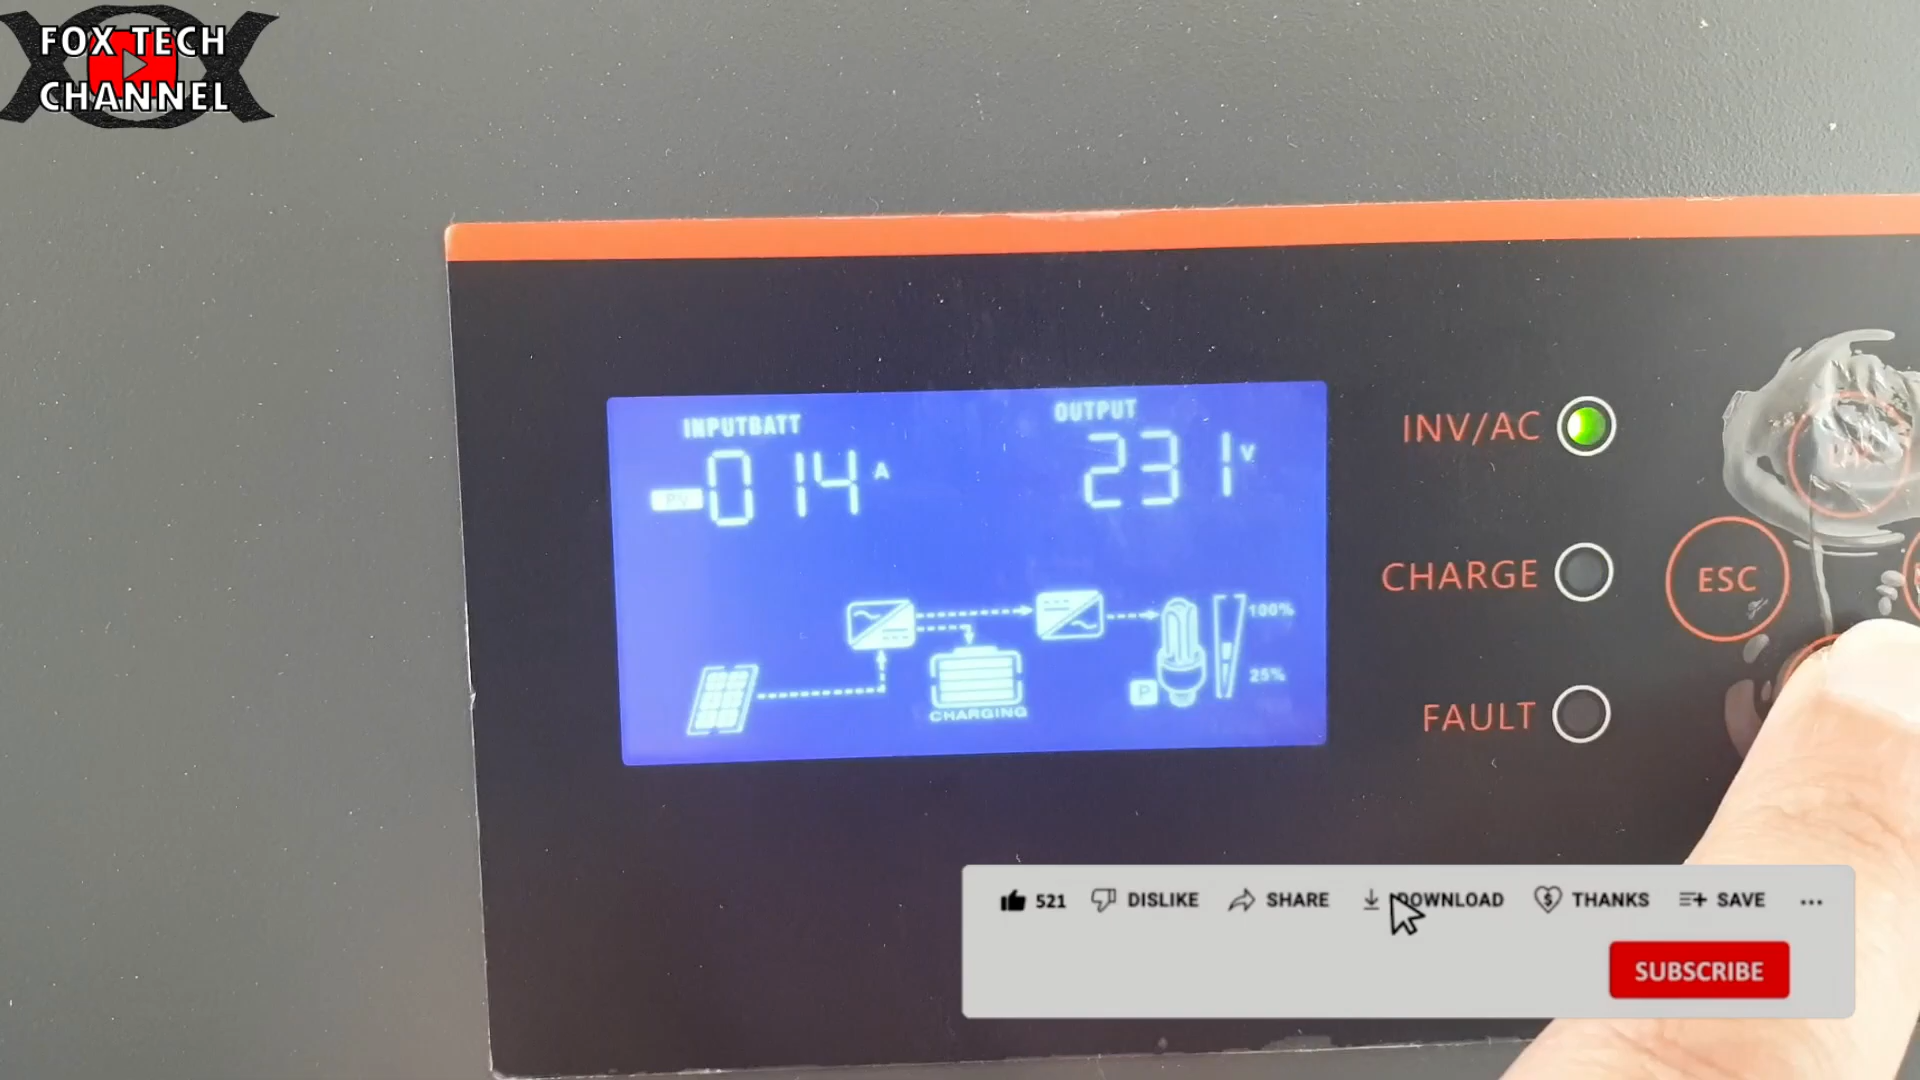 FOX TECH
CHANNEL
INPUTBATT
OUTPUT
PV
014 A
231 V
100%
25%
P
CHARGING
INV/AC
CHARGE
FAULT
ESC
521
DISLIKE
SHARE
DOWNLOAD
THANKS
SAVE
SUBSCRIBE